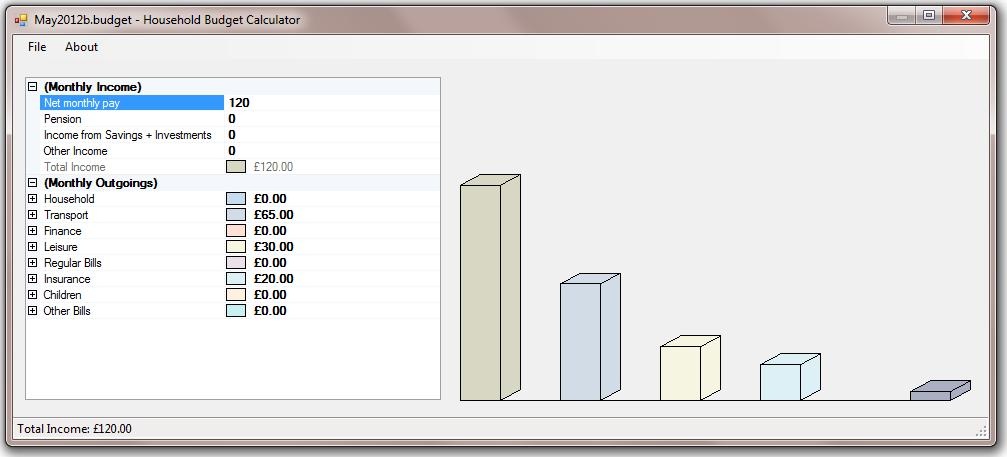 May2012b.budget - Household Budget Calculator
File About
(Monthly Income)
Net monthly pay 120
Pension 0
Income from Savings + Investments 0
Other Income 0
Total Income £120.00
(Monthly Outgoings)
Household £0.00
Transport £65.00
Finance £0.00
Leisure £30.00
Regular Bills £0.00
Insurance £20.00
Children £0.00
Other Bills £0.00
Total Income: £120.00